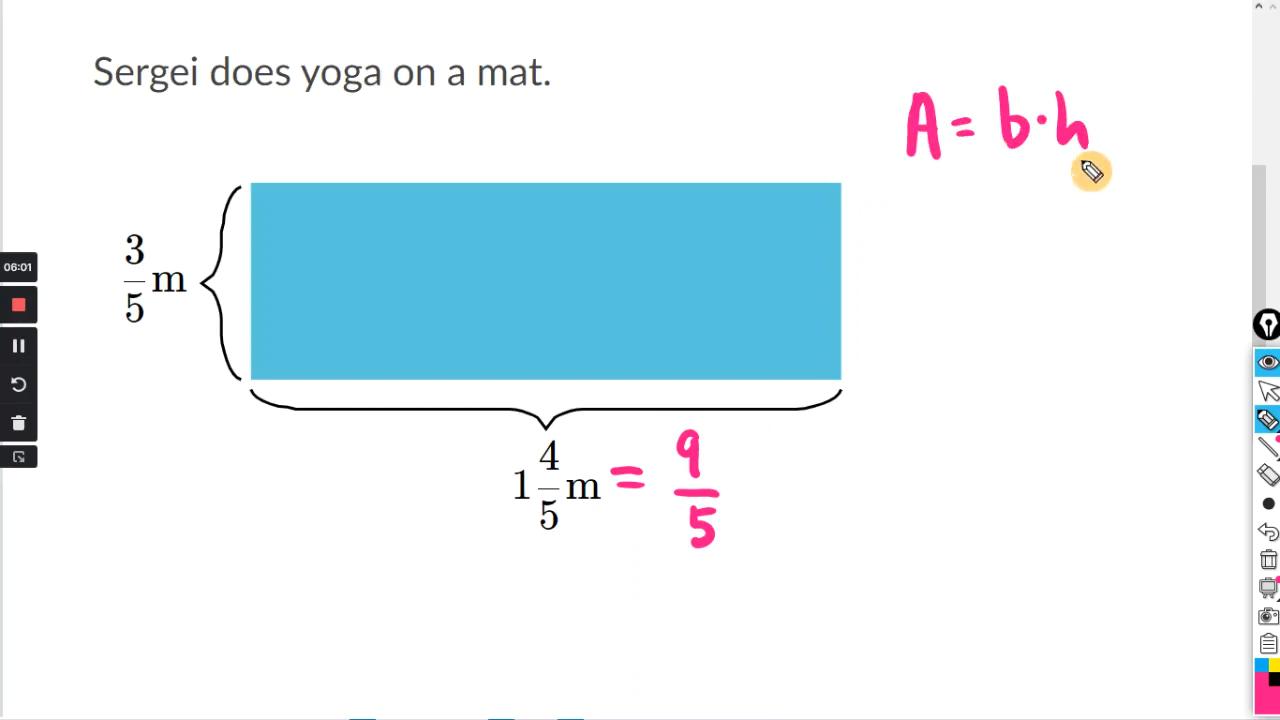 Sergei does yoga on a mat.
A = b · h
3/5 m
1 4/5 m = 9/5
06:01